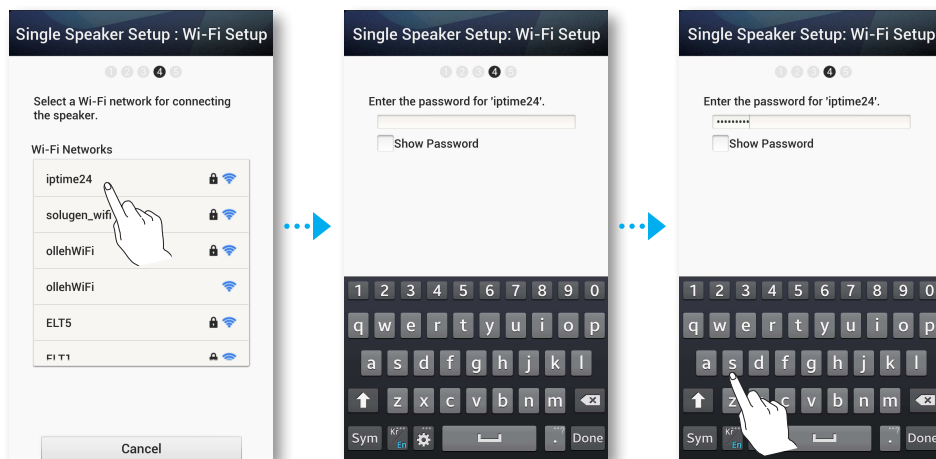 Single Speaker Setup : Wi-Fi Setup
1 2 3 4 5
Select a Wi-Fi network for connecting
the speaker.
Wi-Fi Networks
iptime24
solugen_wifi
ollehWiFi
ollehWiFi
ELT5
ELT1
Cancel
Single Speaker Setup: Wi-Fi Setup
1 2 3 4 5
Enter the password for 'iptime24'.
Show Password
1 2 3 4 5 6 7 8 9 0
q w e r t y u i o p
a s d f g h j k l
z x c v b n m
Sym En . Done
Single Speaker Setup: Wi-Fi Setup
1 2 3 4 5
Enter the password for 'iptime24'.
•••••••••
Show Password
1 2 3 4 5 6 7 8 9 0
q w e r t y u i o p
a s d f g h j k l
z c v b n m
Sym En . Done